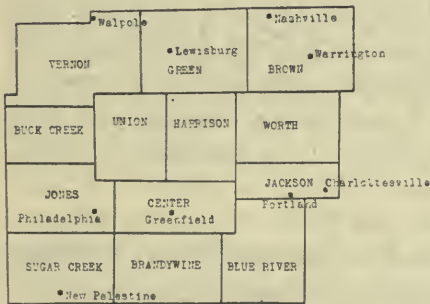 Walpole
Nashville
Lewisburg
Warrington
VERNON
GREEN
BROWN
BUCK CREEK
UNION
HARRISON
WORTH
JACKSON
Charlottesville
JONES
CENTER
Portland
Philadelphia
Greenfield
SUGAR CREEK
BRANDYWINE
BLUE RIVER
New Palestine